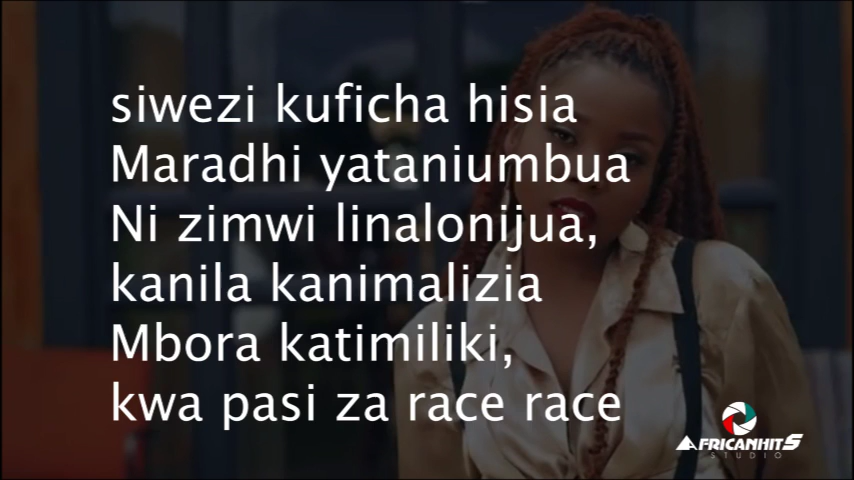 siwezi kuficha hisia
Maradhi yataniumbua
Ni zimwi linalonijua,
kanila kanimalizia
Mbora katimiliki,
kwa pasi za race race
AFRICANHITS
STUDIO